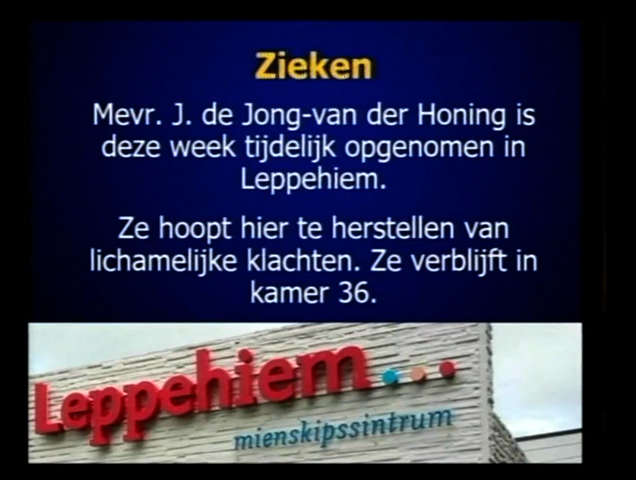 Zieken
Mevr. J. de Jong-van der Honing is
deze week tijdelijk opgenomen in
Leppehiem.
Ze hoopt hier te herstellen van
lichamelijke klachten. Ze verblijft in
kamer 36.
Leppehiem...
mienskipssintrum